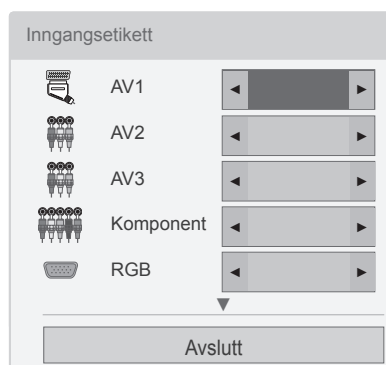 Inngangsetikett
AV1
AV2
AV3
Komponent
RGB
Avslutt